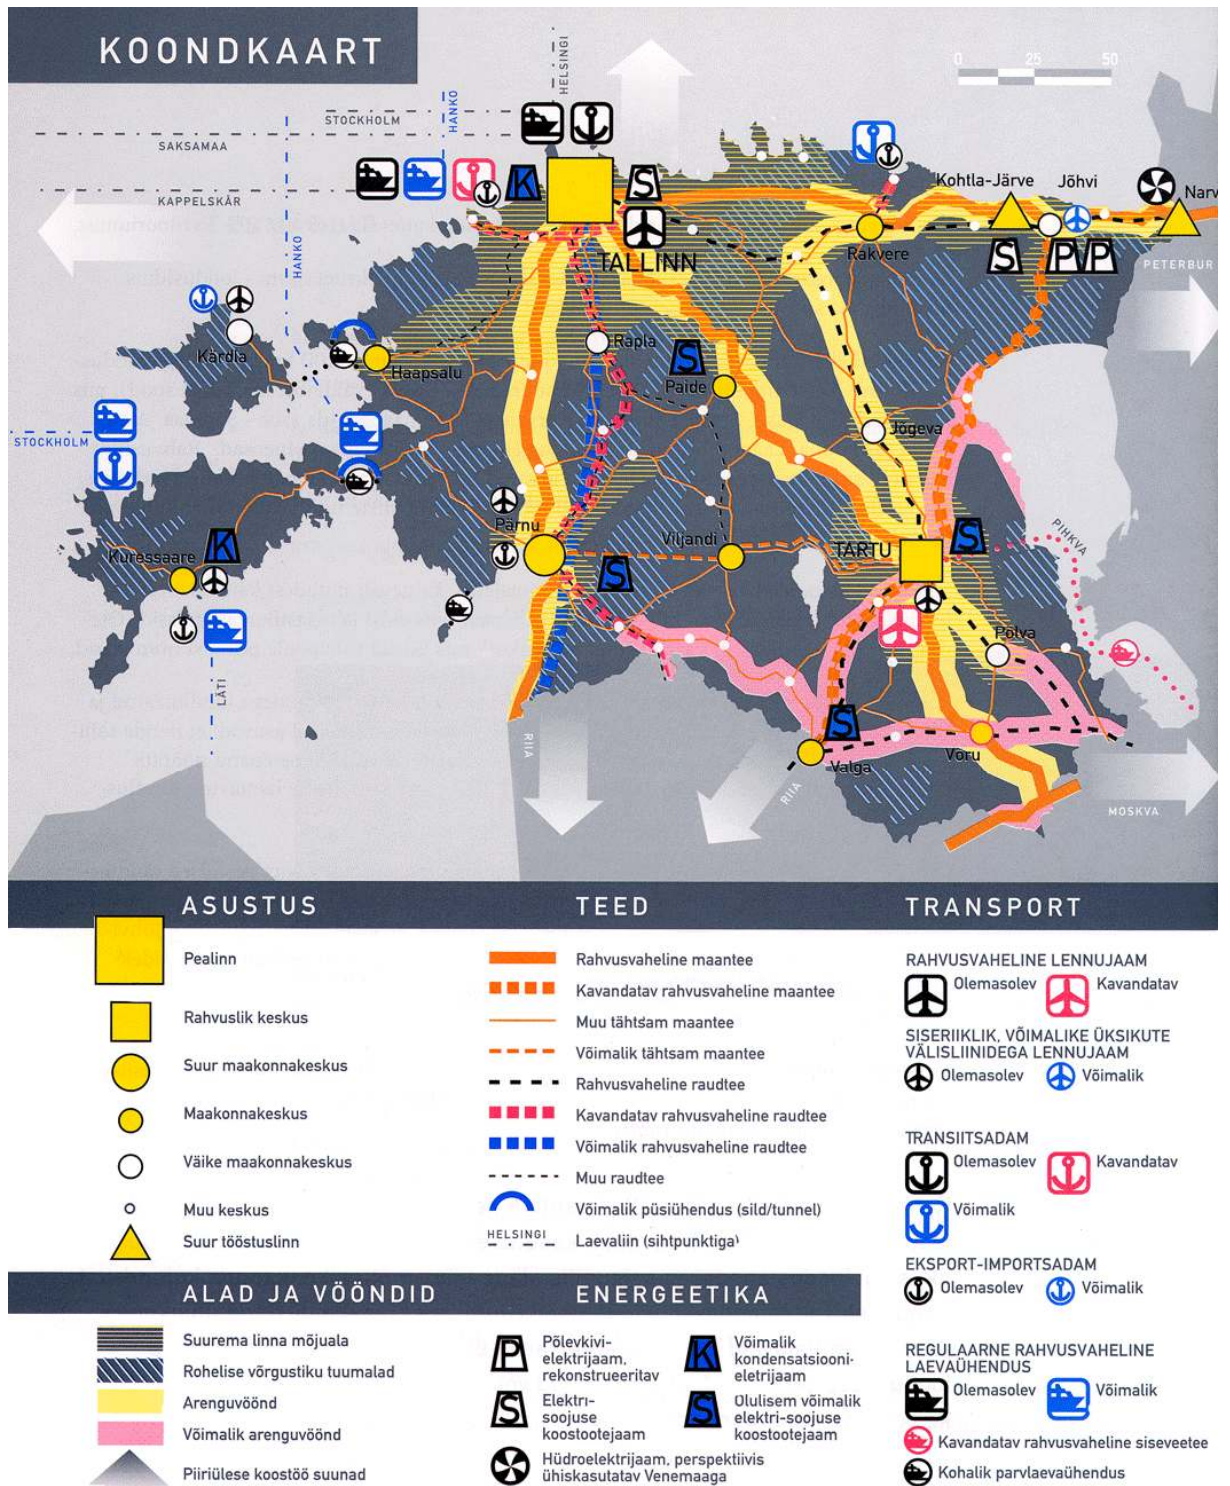 KOONDKAART
HELSINGI
0 25 50
STOCKHOLM
HANKO
SAKSAMAA
KAPPELSKÄR
K
S
TALLINN
Kohtla-Järve
Jõhvi
Narv
Rakvere
S
P
P
PETERBUR
HANKO
Kärdla
Haapsalu
Rapla
S
Paide
Jõgeva
STOCKHOLM
Kuressaare
K
Pärnu
Viljandi
TARTU
S
S
PIHKVA
Põlva
LÄTI
RIIA
RIIA
S
Valga
Võru
MOSKVA
ASUSTUS
Pealinn
Rahvuslik keskus
Suur maakonnakeskus
Maakonnakeskus
Väike maakonnakeskus
Muu keskus
Suur tööstuslinn
TEED
Rahvusvaheline maantee
Kavandatav rahvusvaheline maantee
Muu tähtsam maantee
Võimalik tähtsam maantee
Rahvusvaheline raudtee
Kavandatav rahvusvaheline raudtee
Võimalik rahvusvaheline raudtee
Muu raudtee
Võimalik püsiühendus (sild/tunnel)
HELSINGI Laevaliin (sihtpunktiga)
TRANSPORT
RAHVUSVAHELINE LENNUJAAM
Olemasolev Kavandatav
SISERIIKLIK, VÕIMALIKE ÜKSIKUTE
VÄLISLIINIDEGA LENNUJAAM
Olemasolev Võimalik
TRANSIITSADAM
Olemasolev Kavandatav
Võimalik
EKSPORT-IMPORTSADAM
Olemasolev Võimalik
REGULAARNE RAHVUSVAHELINE
LAEVAÜHENDUS
Olemasolev Võimalik
Kavandatav rahvusvaheline siseveetee
Kohalik parvlaevaühendus
ALAD JA VÖÖNDID
Suurema linna mõjuala
Rohelise võrgustiku tuumalad
Arenguvöönd
Võimalik arenguvöönd
Piiriülese koostöö suunad
ENERGEETIKA
P Põlevkivi-
elektrijaam,
rekonstrueeritav
S Elektri-
soojuse
koostootejaam
K Võimalik
kondensatsiooni-
eletrijaam
S Olulisem võimalik
elektri-soojuse
koostootejaam
Hüdroelektrijaam, perspektiivis
ühiskasutatav Venemaaga